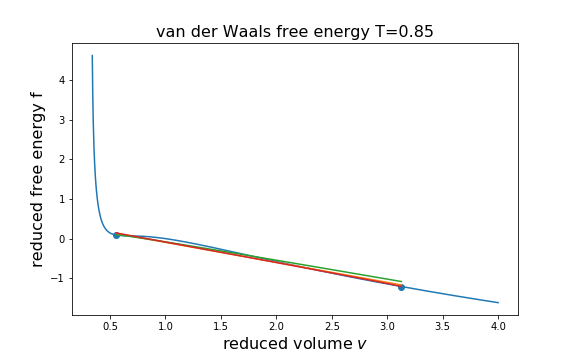 van der Waals free energy T=0.85
reduced free energy f
4
3
2
1
0
−1
0.5 1.0 1.5 2.0 2.5 3.0 3.5 4.0
reduced volume v